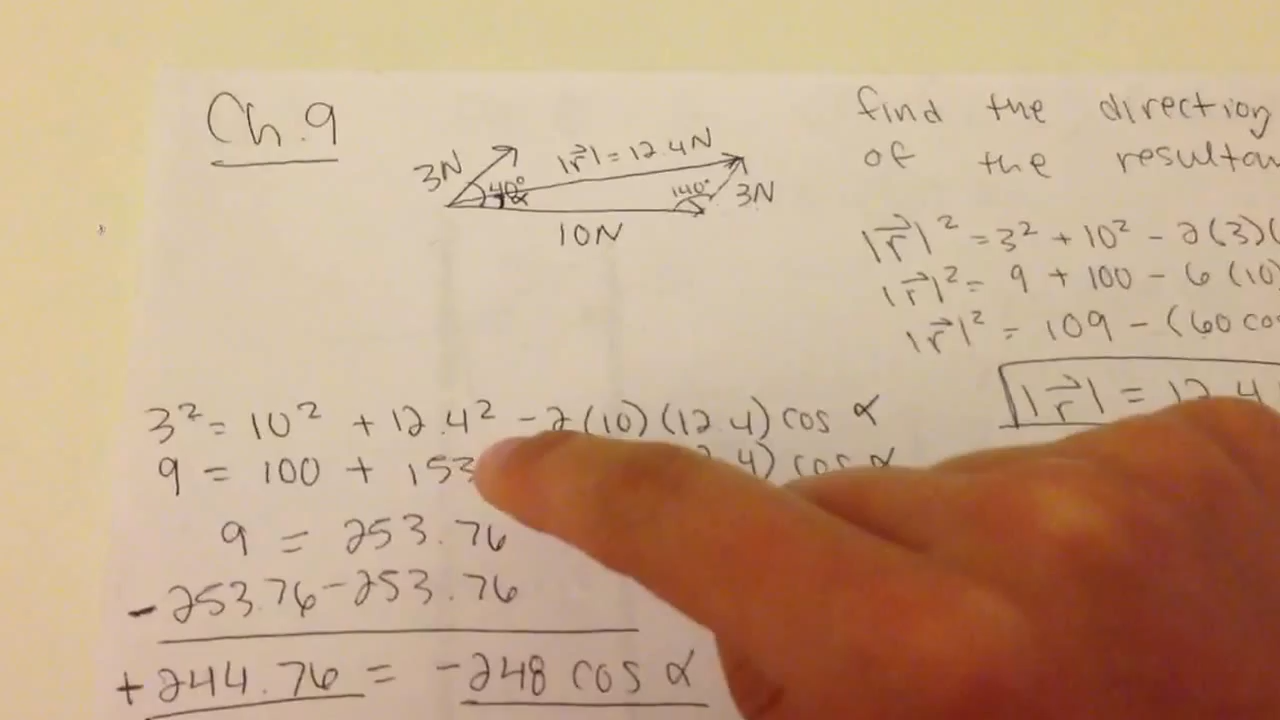 Ch. 9
3N
40°
α
|r⃗| = 12.4N
140°
3N
10N
find the direction
of the
|r⃗|² = 3² + 10² - 2(3)(
|r⃗|² = 9 + 100 - 6(10)
|r⃗|² = 109 - (60 co
|r⃗| = 12.4
3² = 10² + 12.4² - 2(10)(12.4) cos α
9 = 100 + 153 4) cos α
9 = 253.76
-253.76 -253.76
+244.76 = -248 cos α